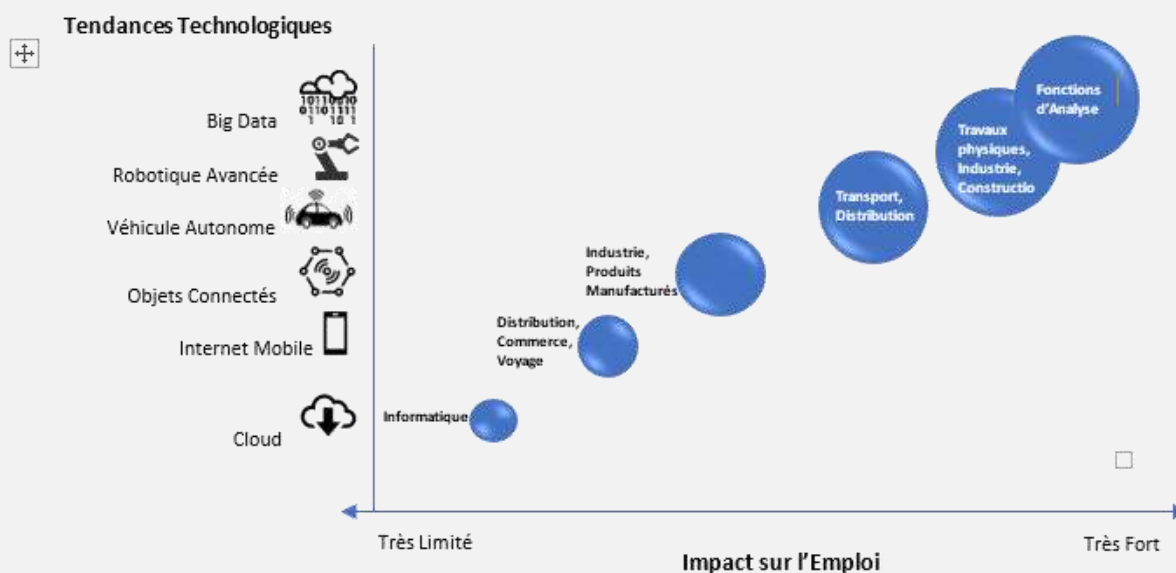 Tendances Technologiques
Big Data
Robotique Avancée
Véhicule Autonome
Objets Connectés
Internet Mobile
Cloud
Fonctions
d'Analyse
Travaux
physiques,
Industrie,
Constructio
Transport,
Distribution
Industrie,
Produits
Manufacturés
Distribution,
Commerce,
Voyage
Informatique
Très Limité
Très Fort
Impact sur l'Emploi